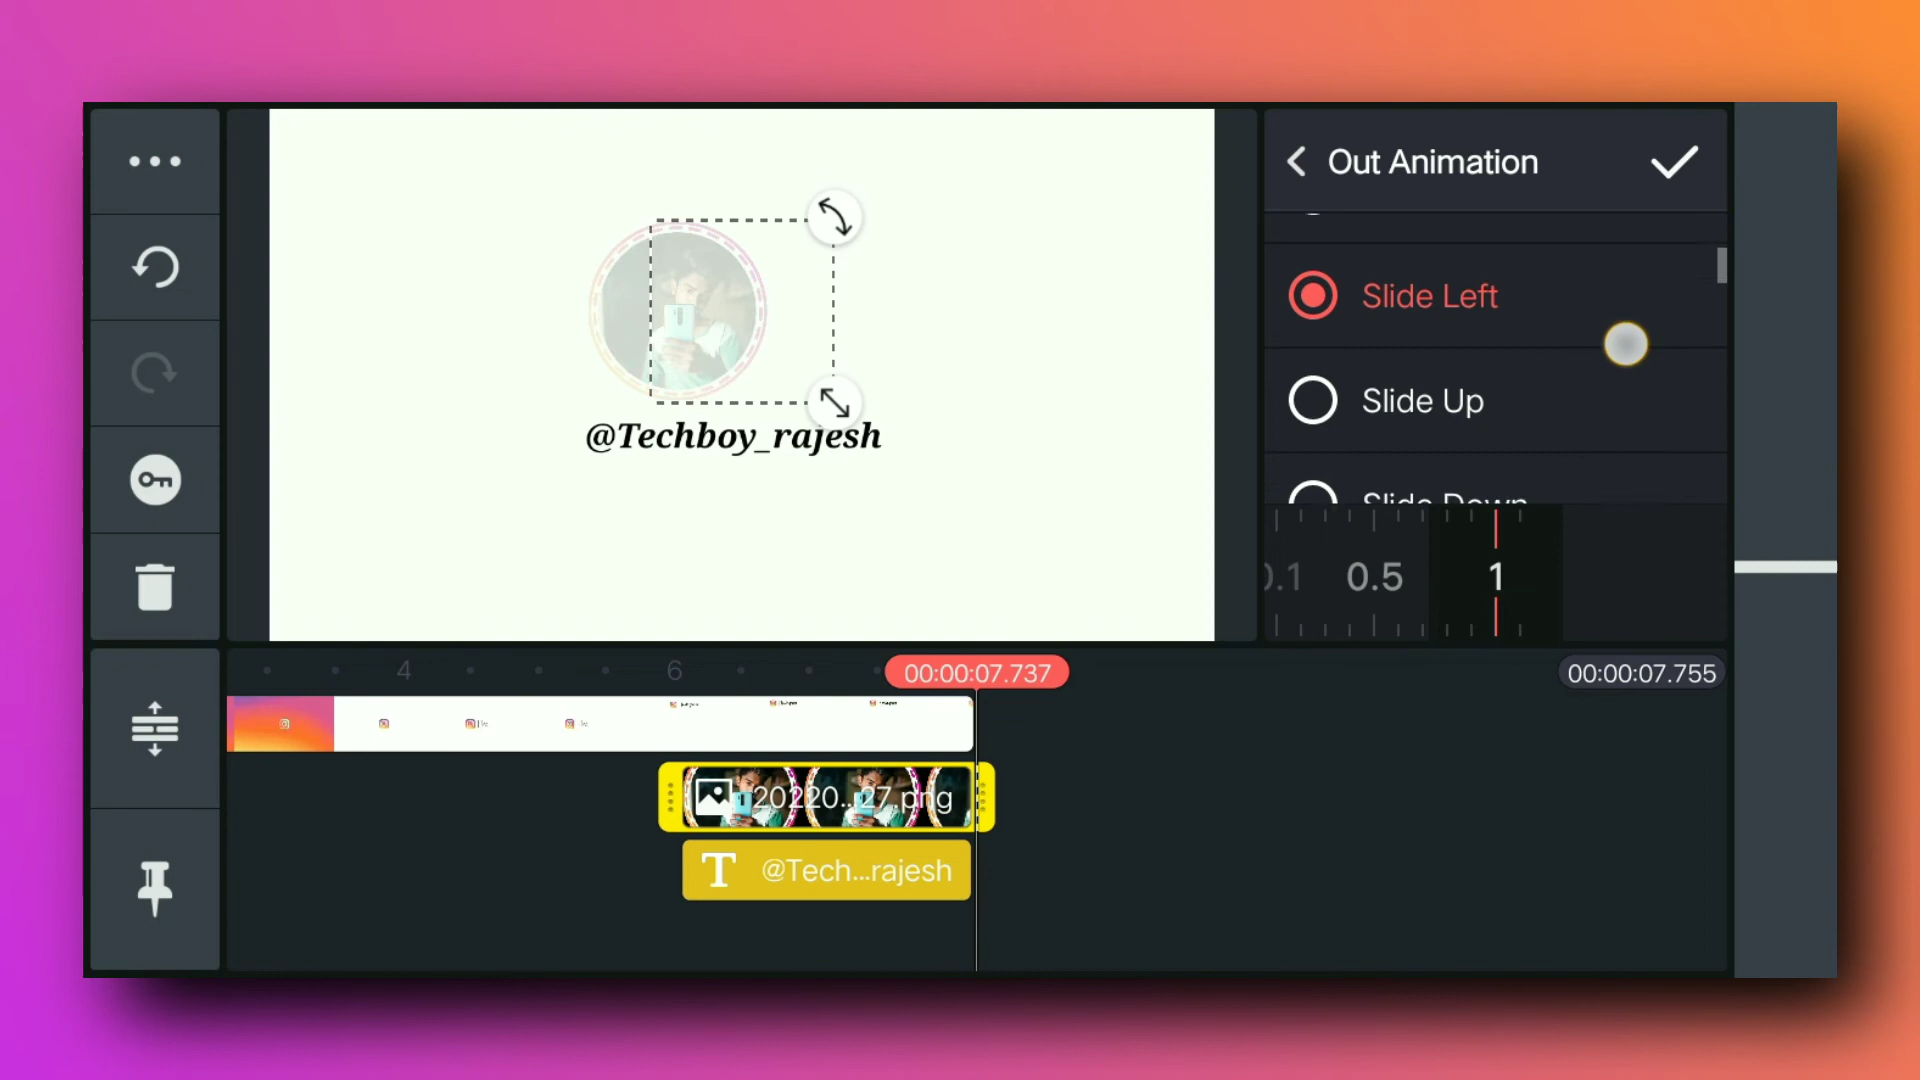 Out Animation
Slide Left
Slide Up
Slide Down
0.1 0.5 1
@Techboy_rajesh
4 6 00:00:07.737 00:00:07.755
20220...27.png
T @Tech...rajesh